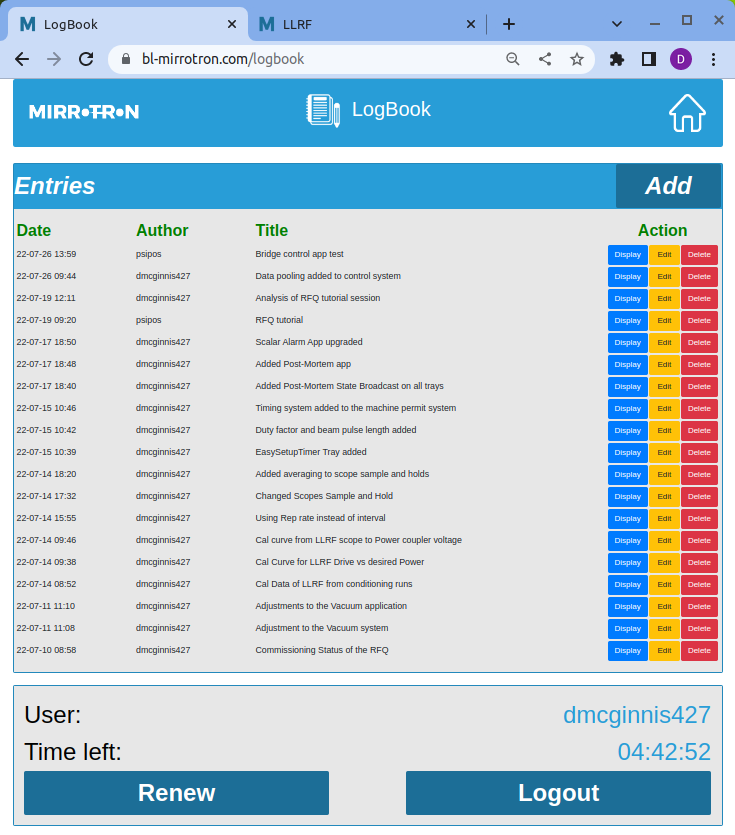 LogBook LLRF
bl-mirrotron.com/logbook D
MIRROTRON LogBook
Entries Add
Date Author Title Action
22-07-26 13:59 psipos Bridge control app test Display Edit Delete
22-07-26 09:44 dmcginnis427 Data pooling added to control system Display Edit Delete
22-07-19 12:11 dmcginnis427 Analysis of RFQ tutorial session Display Edit Delete
22-07-19 09:20 psipos RFQ tutorial Display Edit Delete
22-07-17 18:50 dmcginnis427 Scalar Alarm App upgraded Display Edit Delete
22-07-17 18:48 dmcginnis427 Added Post-Mortem app Display Edit Delete
22-07-17 18:40 dmcginnis427 Added Post-Mortem State Broadcast on all trays Display Edit Delete
22-07-15 10:46 dmcginnis427 Timing system added to the machine permit system Display Edit Delete
22-07-15 10:42 dmcginnis427 Duty factor and beam pulse length added Display Edit Delete
22-07-15 10:39 dmcginnis427 EasySetupTimer Tray added Display Edit Delete
22-07-14 18:20 dmcginnis427 Added averaging to scope sample and holds Display Edit Delete
22-07-14 17:32 dmcginnis427 Changed Scopes Sample and Hold Display Edit Delete
22-07-14 15:55 dmcginnis427 Using Rep rate instead of interval Display Edit Delete
22-07-14 09:46 dmcginnis427 Cal curve from LLRF scope to Power coupler voltage Display Edit Delete
22-07-14 09:38 dmcginnis427 Cal Curve for LLRF Drive vs desired Power Display Edit Delete
22-07-14 08:52 dmcginnis427 Cal Data of LLRF from conditioning runs Display Edit Delete
22-07-11 11:10 dmcginnis427 Adjustments to the Vacuum application Display Edit Delete
22-07-11 11:08 dmcginnis427 Adjustment to the Vacuum system Display Edit Delete
22-07-10 08:58 dmcginnis427 Commissioning Status of the RFQ Display Edit Delete
User: dmcginnis427
Time left: 04:42:52
Renew Logout